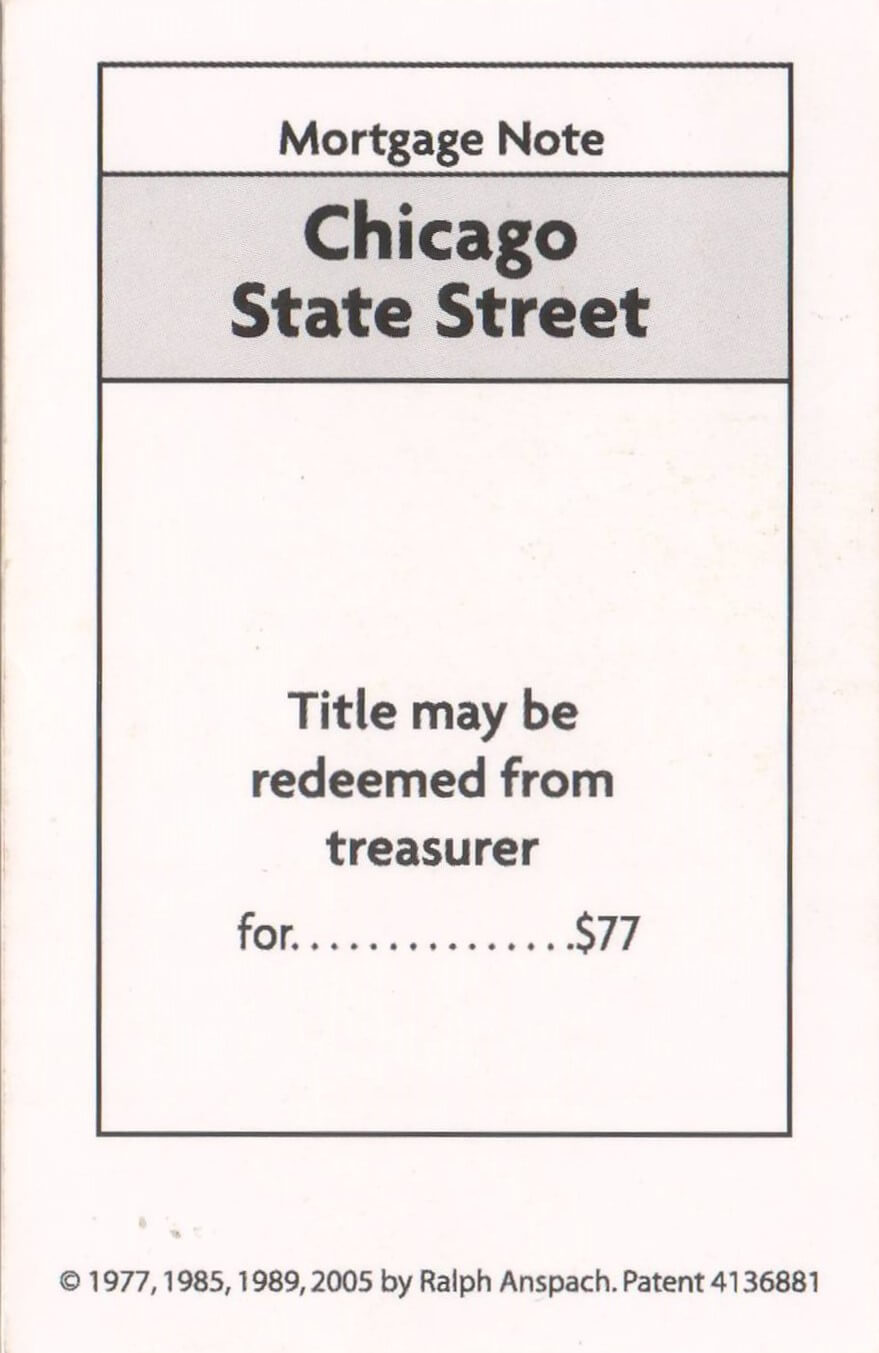 Mortgage Note
Chicago
State Street
Title may be
redeemed from
treasurer
for................$77
© 1977, 1985, 1989, 2005 by Ralph Anspach. Patent 4136881